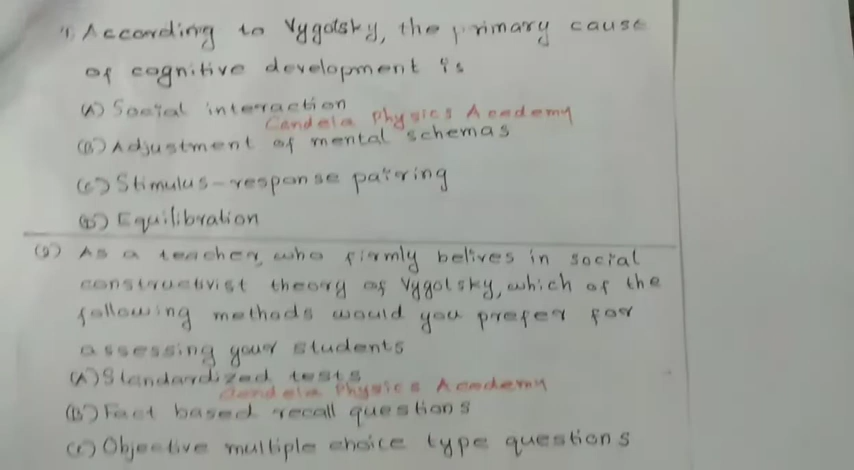 1) According to Vygotsky, the primary cause
of cognitive development is
(A) Social interaction
Candela Physics Academy
(B) Adjustment of mental schemas
(C) Stimulus-response pairing
(D) Equilibration
(2) As a teacher, who firmly belives in social
constructivist theory of Vygotsky, which of the
following methods would you prefer for
assessing your students
(A) Standardized tests
Candela Physics Academy
(B) Fact based recall questions
(C) Objective multiple choice type questions